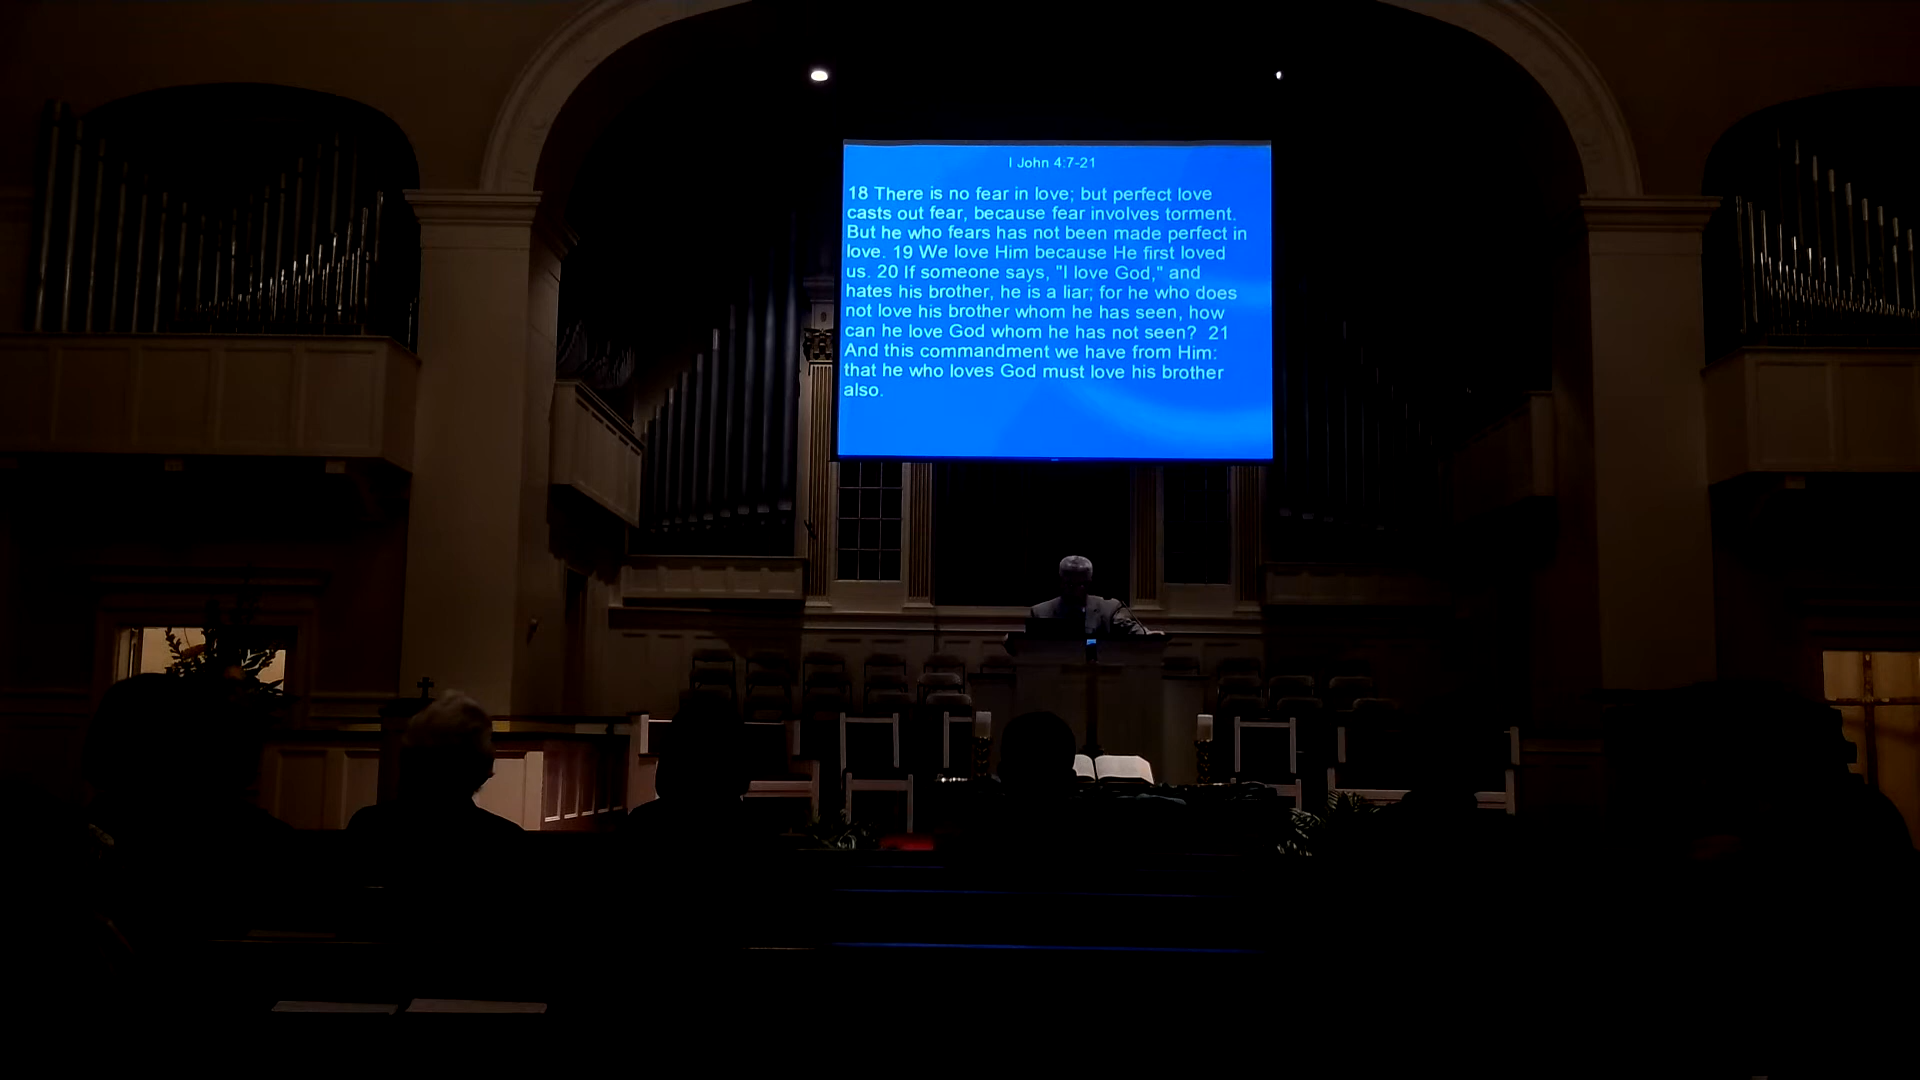 I John 4:7-21
18 There is no fear in love; but perfect love
casts out fear, because fear involves torment.
But he who fears has not been made perfect in
love. 19 We love Him because He first loved
us. 20 If someone says, "I love God," and
hates his brother, he is a liar; for he who does
not love his brother whom he has seen, how
can he love God whom he has not seen?  21
And this commandment we have from Him:
that he who loves God must love his brother
also.